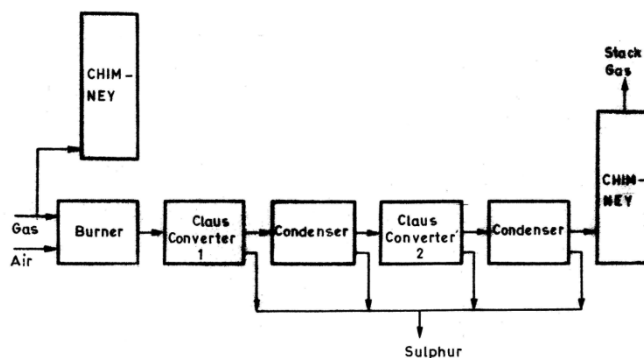 Stack
Gas
CHIM-
NEY
CHIM-
NEY
Gas
Air
Burner
Claus
Converter
1
Condenser
Claus
Converter
2
Condenser
Sulphur